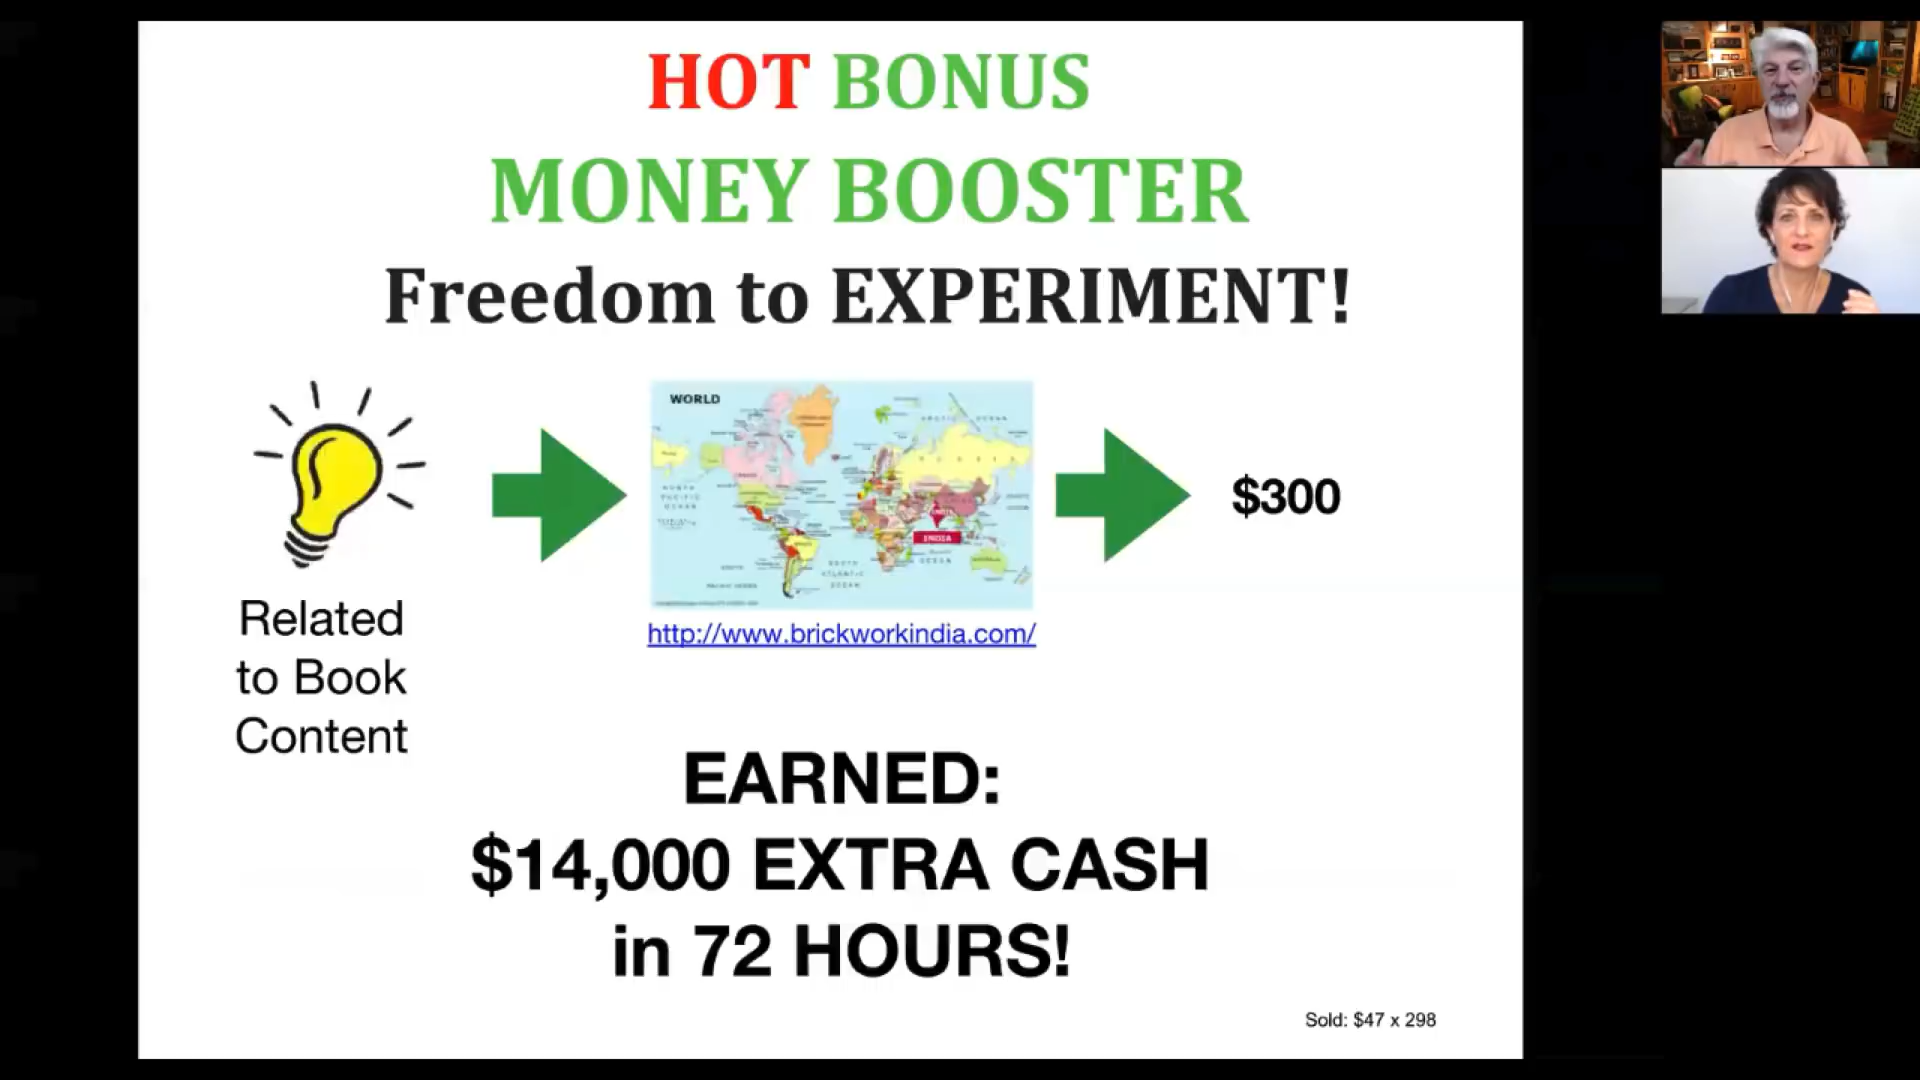 HOT BONUS
MONEY BOOSTER
Freedom to EXPERIMENT!
WORLD
INDIA
$300
http://www.brickworkindia.com/
Related
to Book
Content
EARNED:
$14,000 EXTRA CASH
in 72 HOURS!
Sold: $47 x 298